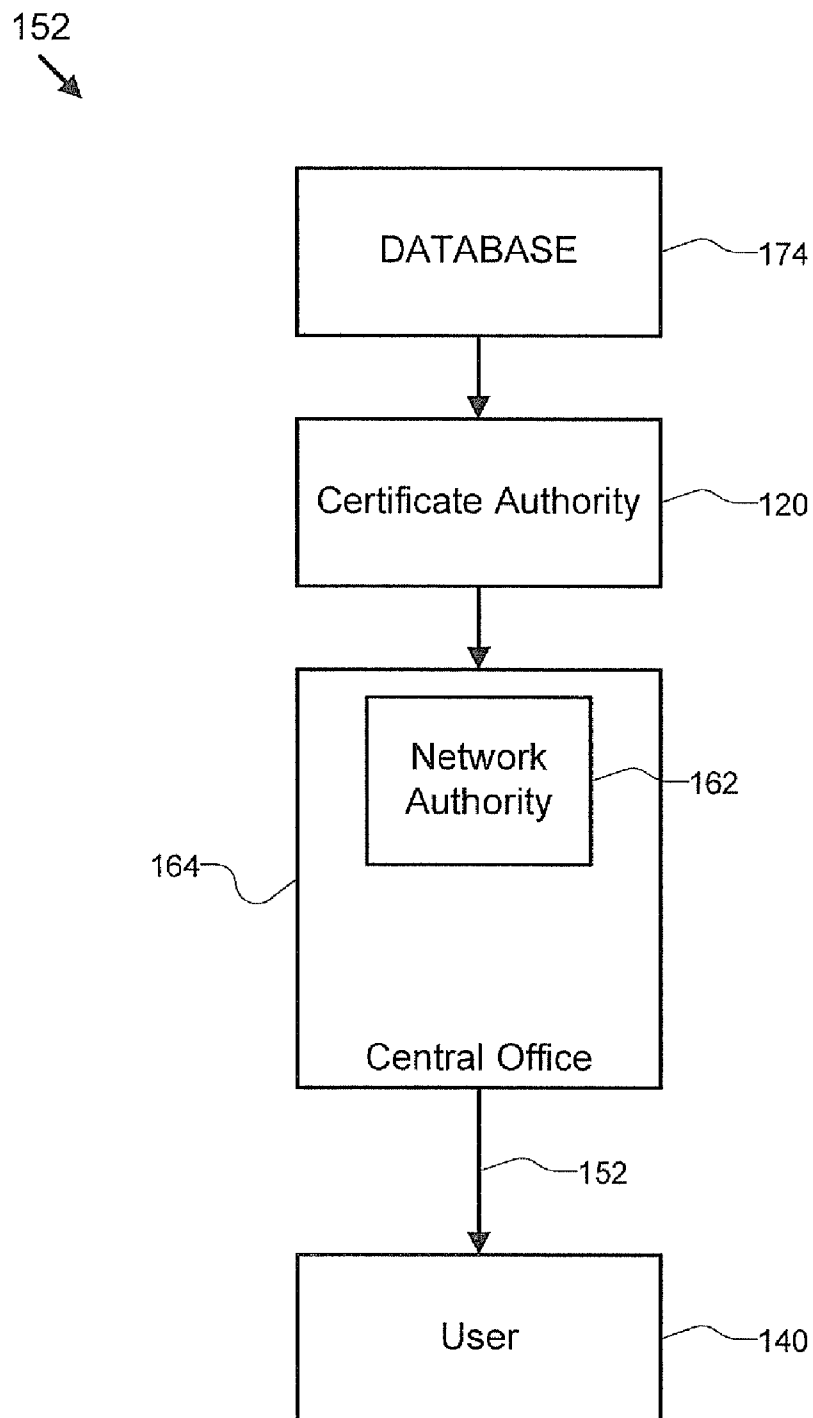 152
DATABASE
174
Certificate Authority
120
Network
Authority
162
164
Central Office
152
User
140